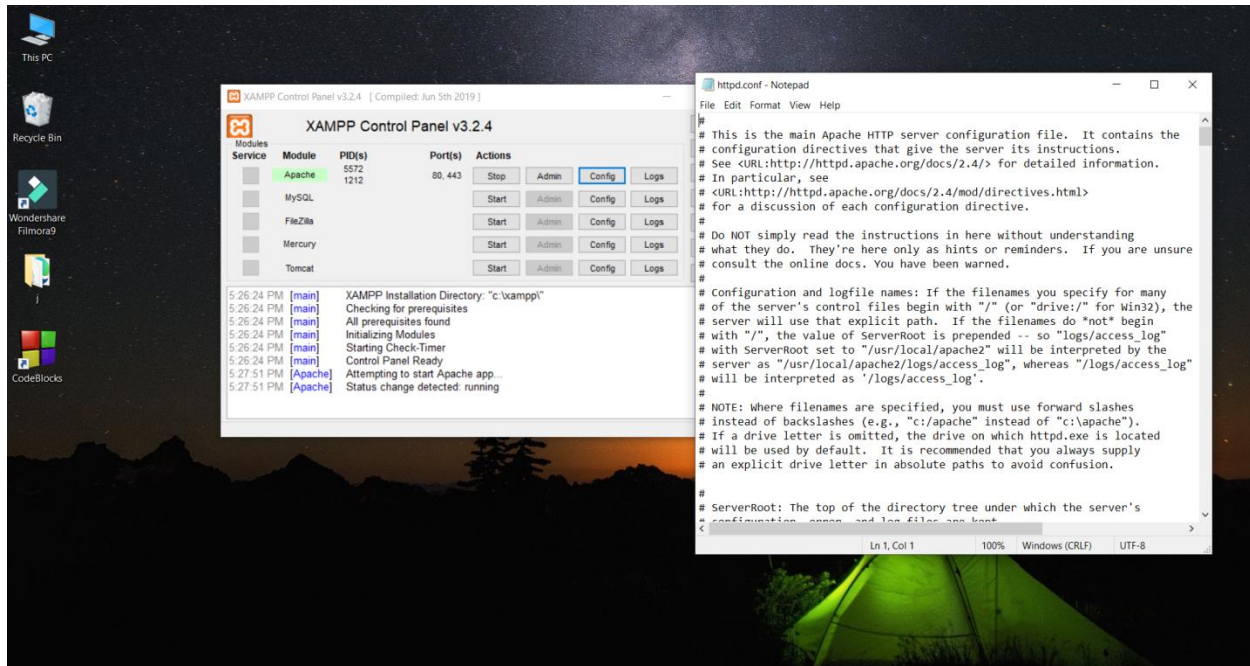 This PC
Recycle Bin
Wondershare
Filmora9
j
CodeBlocks
XAMPP Control Panel v3.2.4 [ Compiled: Jun 5th 2019 ]
XAMPP Control Panel v3.2.4
Modules
Service Module PID(s) Port(s) Actions
Apache 5572 1212 80, 443 Stop Admin Config Logs
MySQL Start Admin Config Logs
FileZilla Start Admin Config Logs
Mercury Start Admin Config Logs
Tomcat Start Admin Config Logs
5:26:24 PM [main] XAMPP Installation Directory: "c:\xampp\"
5:26:24 PM [main] Checking for prerequisites
5:26:24 PM [main] All prerequisites found
5:26:24 PM [main] Initializing Modules
5:26:24 PM [main] Starting Check-Timer
5:26:24 PM [main] Control Panel Ready
5:27:51 PM [Apache] Attempting to start Apache app...
5:27:51 PM [Apache] Status change detected: running
httpd.conf - Notepad
File Edit Format View Help
#
# This is the main Apache HTTP server configuration file. It contains the
# configuration directives that give the server its instructions.
# See <URL:http://httpd.apache.org/docs/2.4/> for detailed information.
# In particular, see
# <URL:http://httpd.apache.org/docs/2.4/mod/directives.html>
# for a discussion of each configuration directive.
#
# Do NOT simply read the instructions in here without understanding
# what they do. They're here only as hints or reminders. If you are unsure
# consult the online docs. You have been warned.
#
# Configuration and logfile names: If the filenames you specify for many
# of the server's control files begin with "/" (or "drive:/" for Win32), the
# server will use that explicit path. If the filenames do *not* begin
# with "/", the value of ServerRoot is prepended -- so "logs/access_log"
# with ServerRoot set to "/usr/local/apache2" will be interpreted by the
# server as "/usr/local/apache2/logs/access_log", whereas "/logs/access_log"
# will be interpreted as '/logs/access_log'.
#
# NOTE: Where filenames are specified, you must use forward slashes
# instead of backslashes (e.g., "c:/apache" instead of "c:\apache").
# If a drive letter is omitted, the drive on which httpd.exe is located
# will be used by default. It is recommended that you always supply
# an explicit drive letter in absolute paths to avoid confusion.
#
# ServerRoot: The top of the directory tree under which the server's
# configuration, error, and log files are kept.
Ln 1, Col 1 100% Windows (CRLF) UTF-8